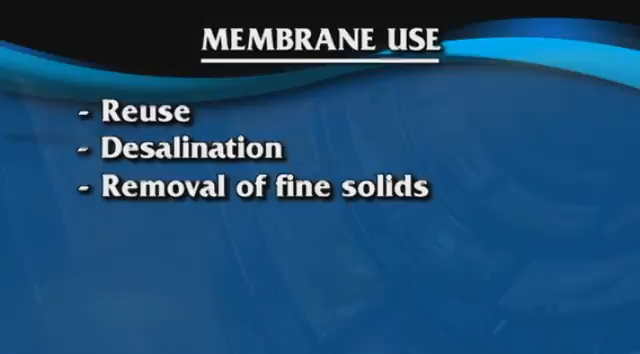 MEMBRANE USE
- Reuse
- Desalination
- Removal of fine solids